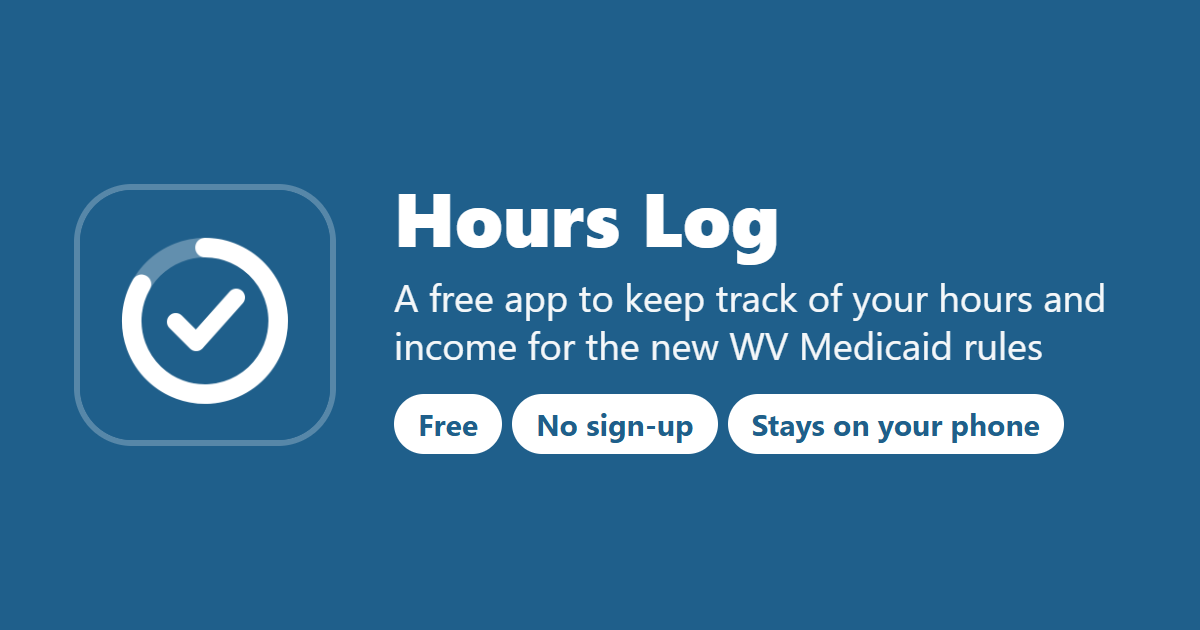 Hours Log
A free app to keep track of your hours and
income for the new WV Medicaid rules
Free
No sign-up
Stays on your phone